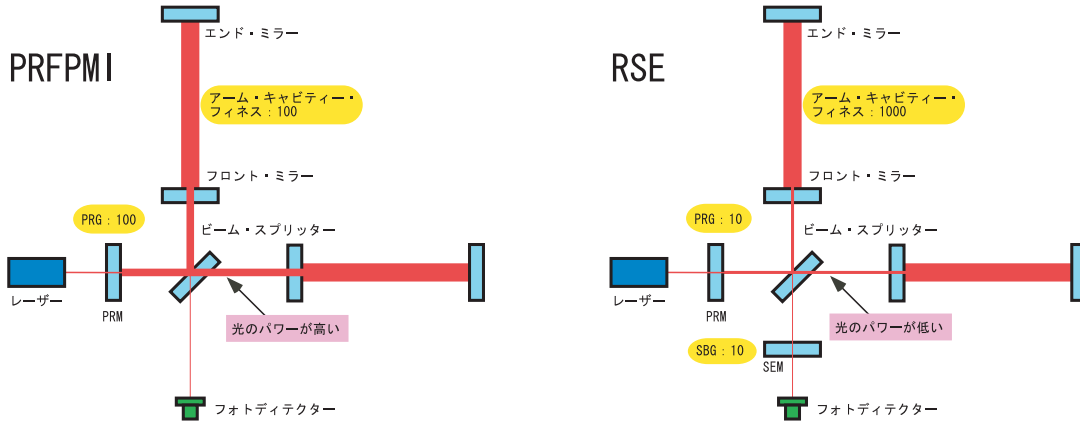 PRFPMI
エンド・ミラー
アーム・キャビティー・
フィネス：100
フロント・ミラー
PRG：100
ビーム・スプリッター
レーザー
PRM
光のパワーが高い
フォトディテクター
RSE
エンド・ミラー
アーム・キャビティー・
フィネス：1000
フロント・ミラー
PRG：10
ビーム・スプリッター
レーザー
PRM
光のパワーが低い
SBG：10
SEM
フォトディテクター